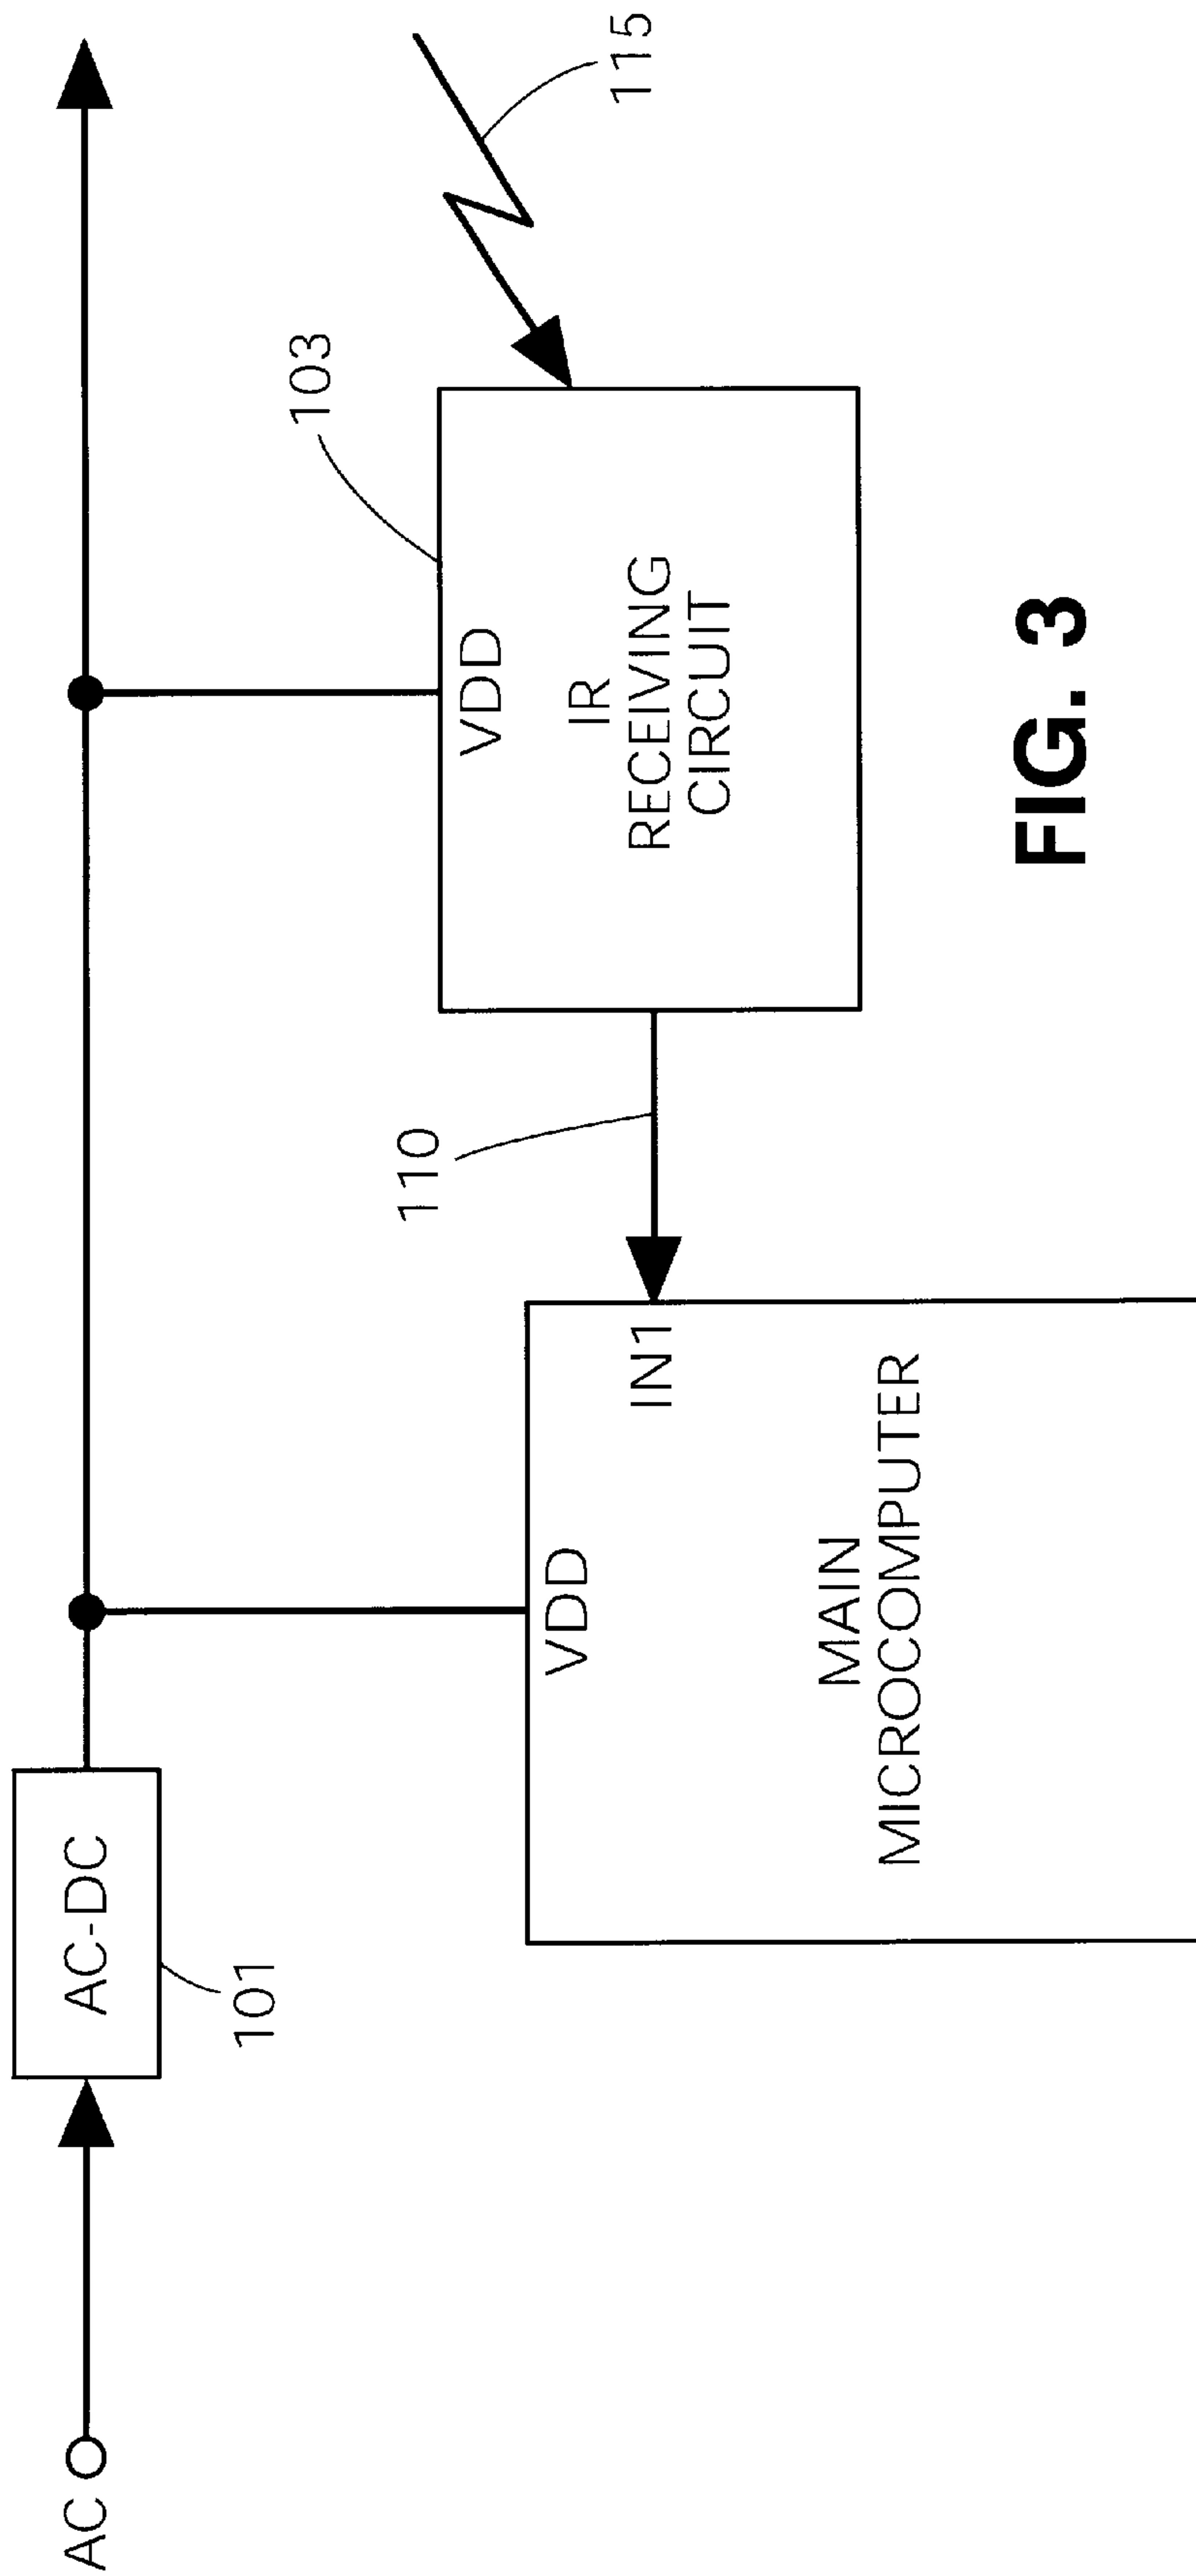 AC
AC-DC
101
VDD
IN1
MAIN
MICROCOMPUTER
110
103
VDD
IR
RECEIVING
CIRCUIT
115
FIG. 3